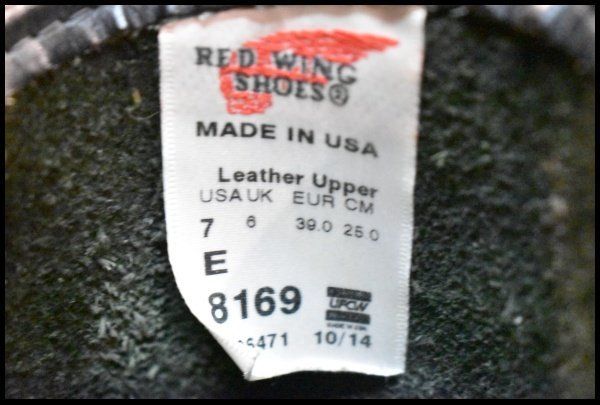 RED WING
SHOES®
MADE IN USA
Leather Upper
USA UK EUR CM
7 6 39.0 25.0
E
8169
UFCW
6471 10/14